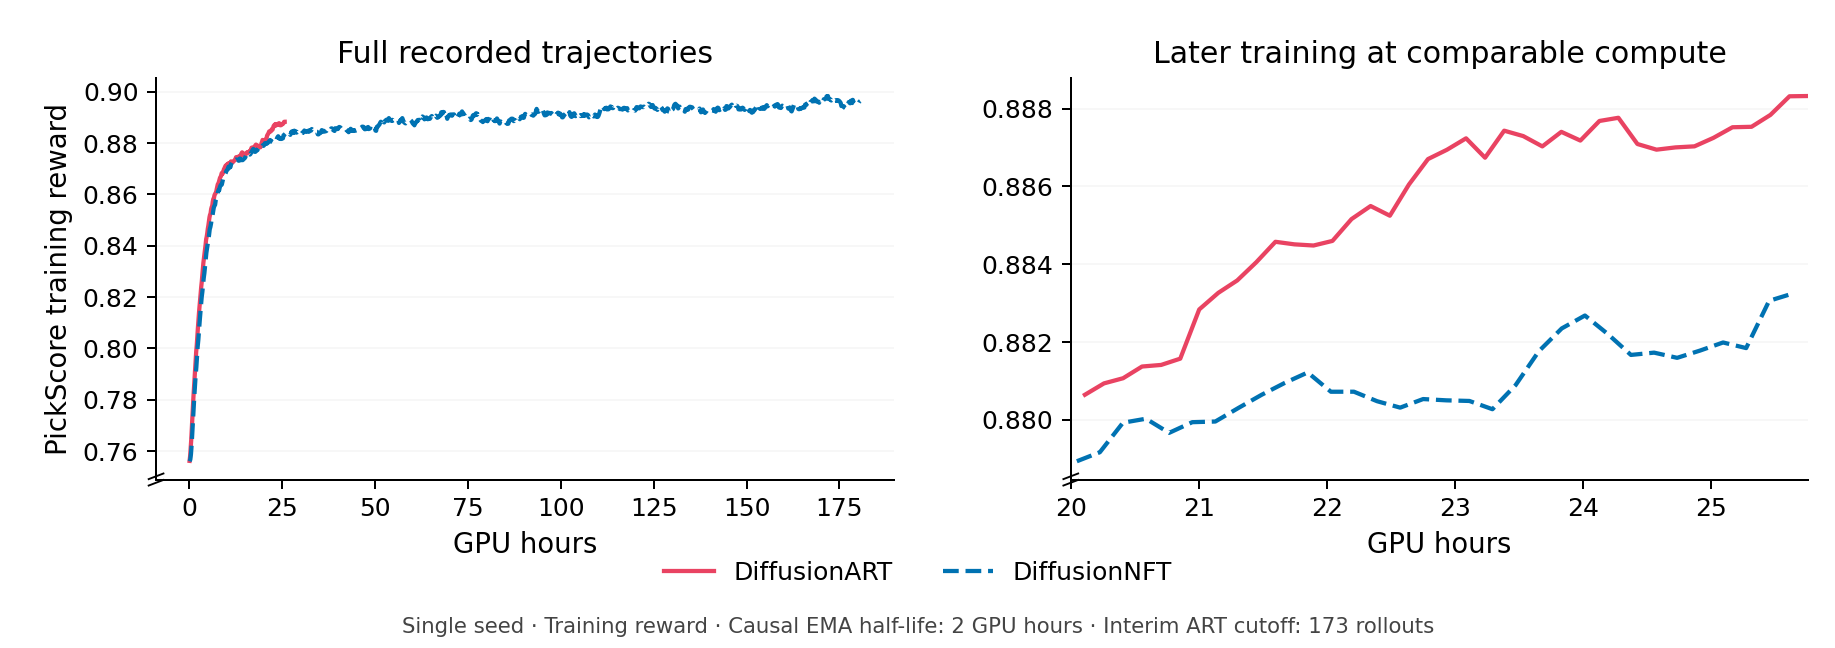 Full recorded trajectories
PickScore training reward
0.90
0.88
0.86
0.84
0.82
0.80
0.78
0.76
0 25 50 75 100 125 150 175
GPU hours
Later training at comparable compute
0.888
0.886
0.884
0.882
0.880
20 21 22 23 24 25
GPU hours
DiffusionART DiffusionNFT
Single seed · Training reward · Causal EMA half-life: 2 GPU hours · Interim ART cutoff: 173 rollouts